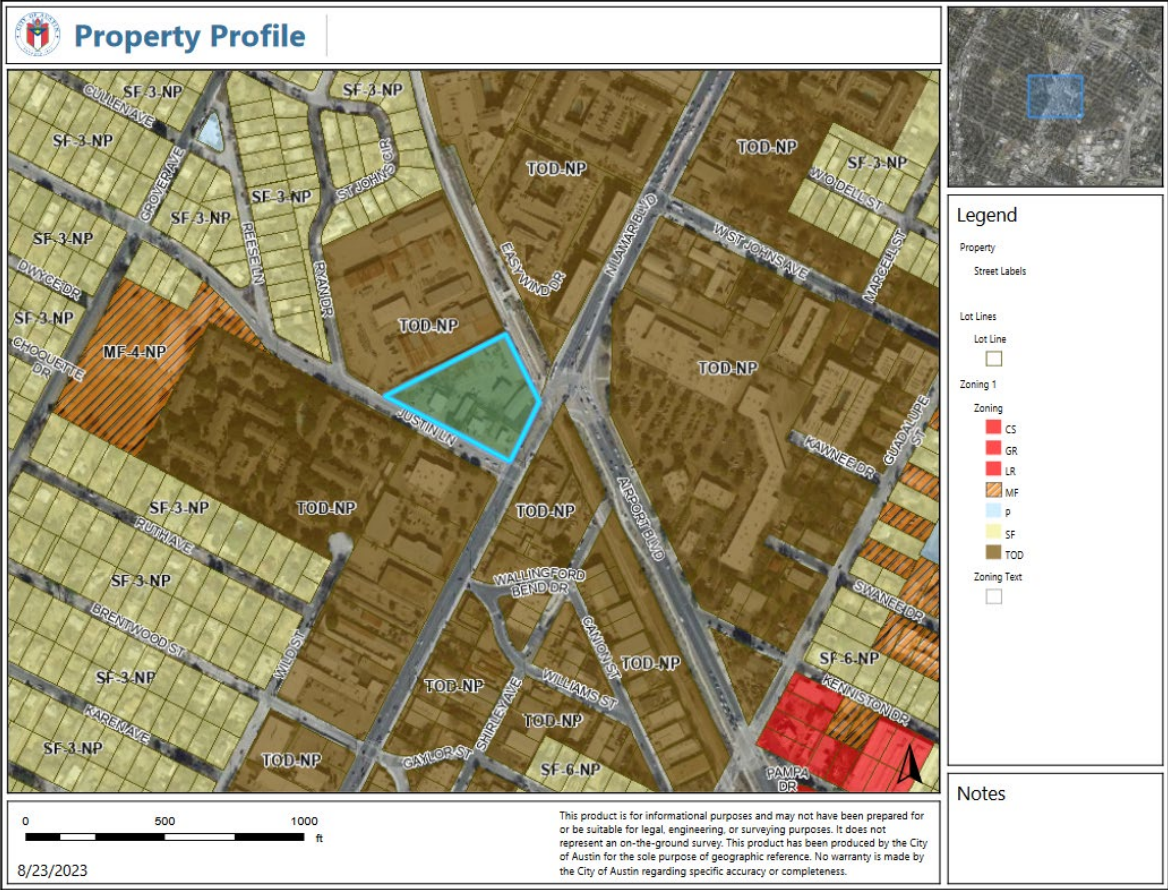 Property Profile
CULLEN AVE
SF-3-NP
SF-3-NP
SF-3-NP
GROVER AVE
ST JOHNS CIR
TOD-NP
TOD-NP
SF-3-NP
W ODELL ST
SF-3-NP
SF-3-NP
SF-3-NP
REESE LN
RYAN DR
N LAMAR BLVD
W ST JOHNS AVE
MARCELL ST
DWYCE DR
EASY WIND DR
SF-3-NP
CHOQUETTE
DR
MF-4-NP
TOD-NP
TOD-NP
JUSTIN LN
GUADALUPE
ST
KAWNEE DR
SF-3-NP
TOD-NP
TOD-NP
AIRPORT BLVD
RUTH AVE
SF-3-NP
WALLINGFORD
BEND DR
SWANEE DR
BRENTWOOD ST
WILD ST
CANION ST
SF-3-NP
TOD-NP
SF-6-NP
TOD-NP
WILLIAMS ST
KENNISTON DR
SHIRLEY AVE
KAREN AVE
TOD-NP
SF-3-NP
TOD-NP
GAYLOR ST
SF-6-NP
PAMPA
DR
Legend
Property
Street Labels
Lot Lines
Lot Line
Zoning 1
Zoning
CS
GR
LR
MF
P
SF
TOD
Zoning Text
Notes
0 500 1000
ft
8/23/2023
This product is for informational purposes and may not have been prepared for
or be suitable for legal, engineering, or surveying purposes. It does not
represent an on-the-ground survey. This product has been produced by the City
of Austin for the sole purpose of geographic reference. No warranty is made by
the City of Austin regarding specific accuracy or completeness.